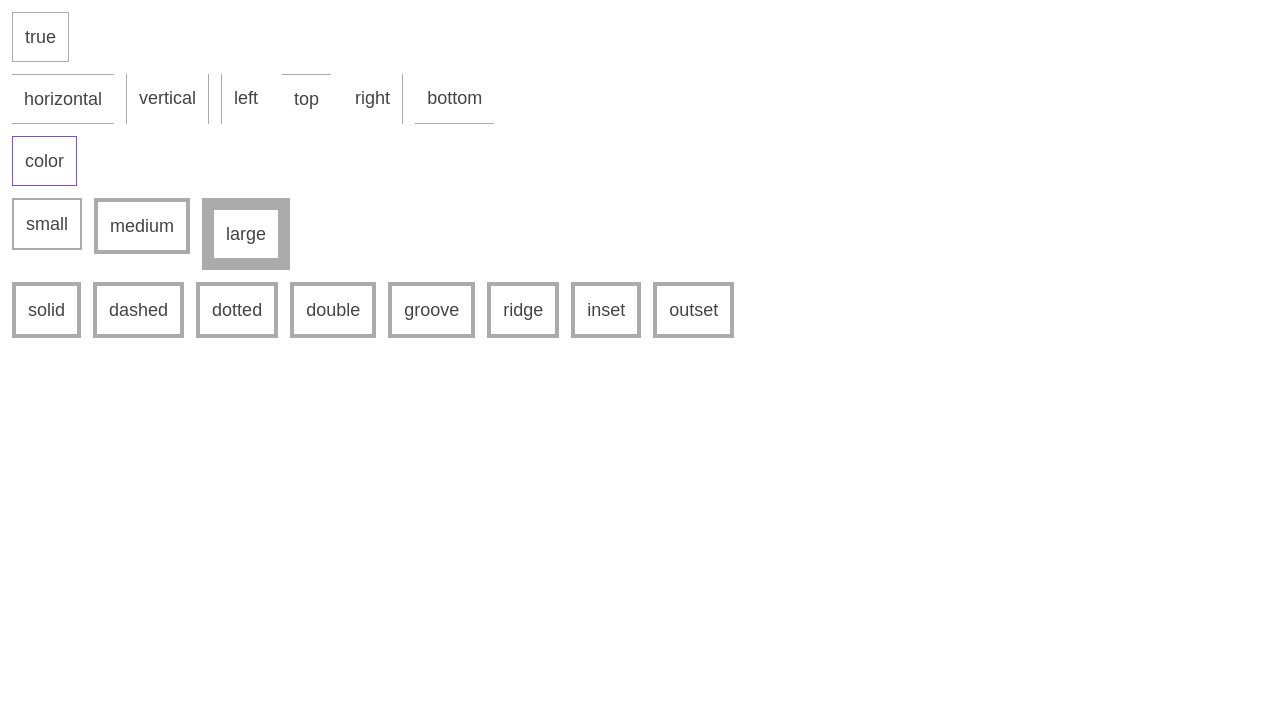 true
horizontal vertical left top right bottom
color
small medium large
solid dashed dotted double groove ridge inset outset